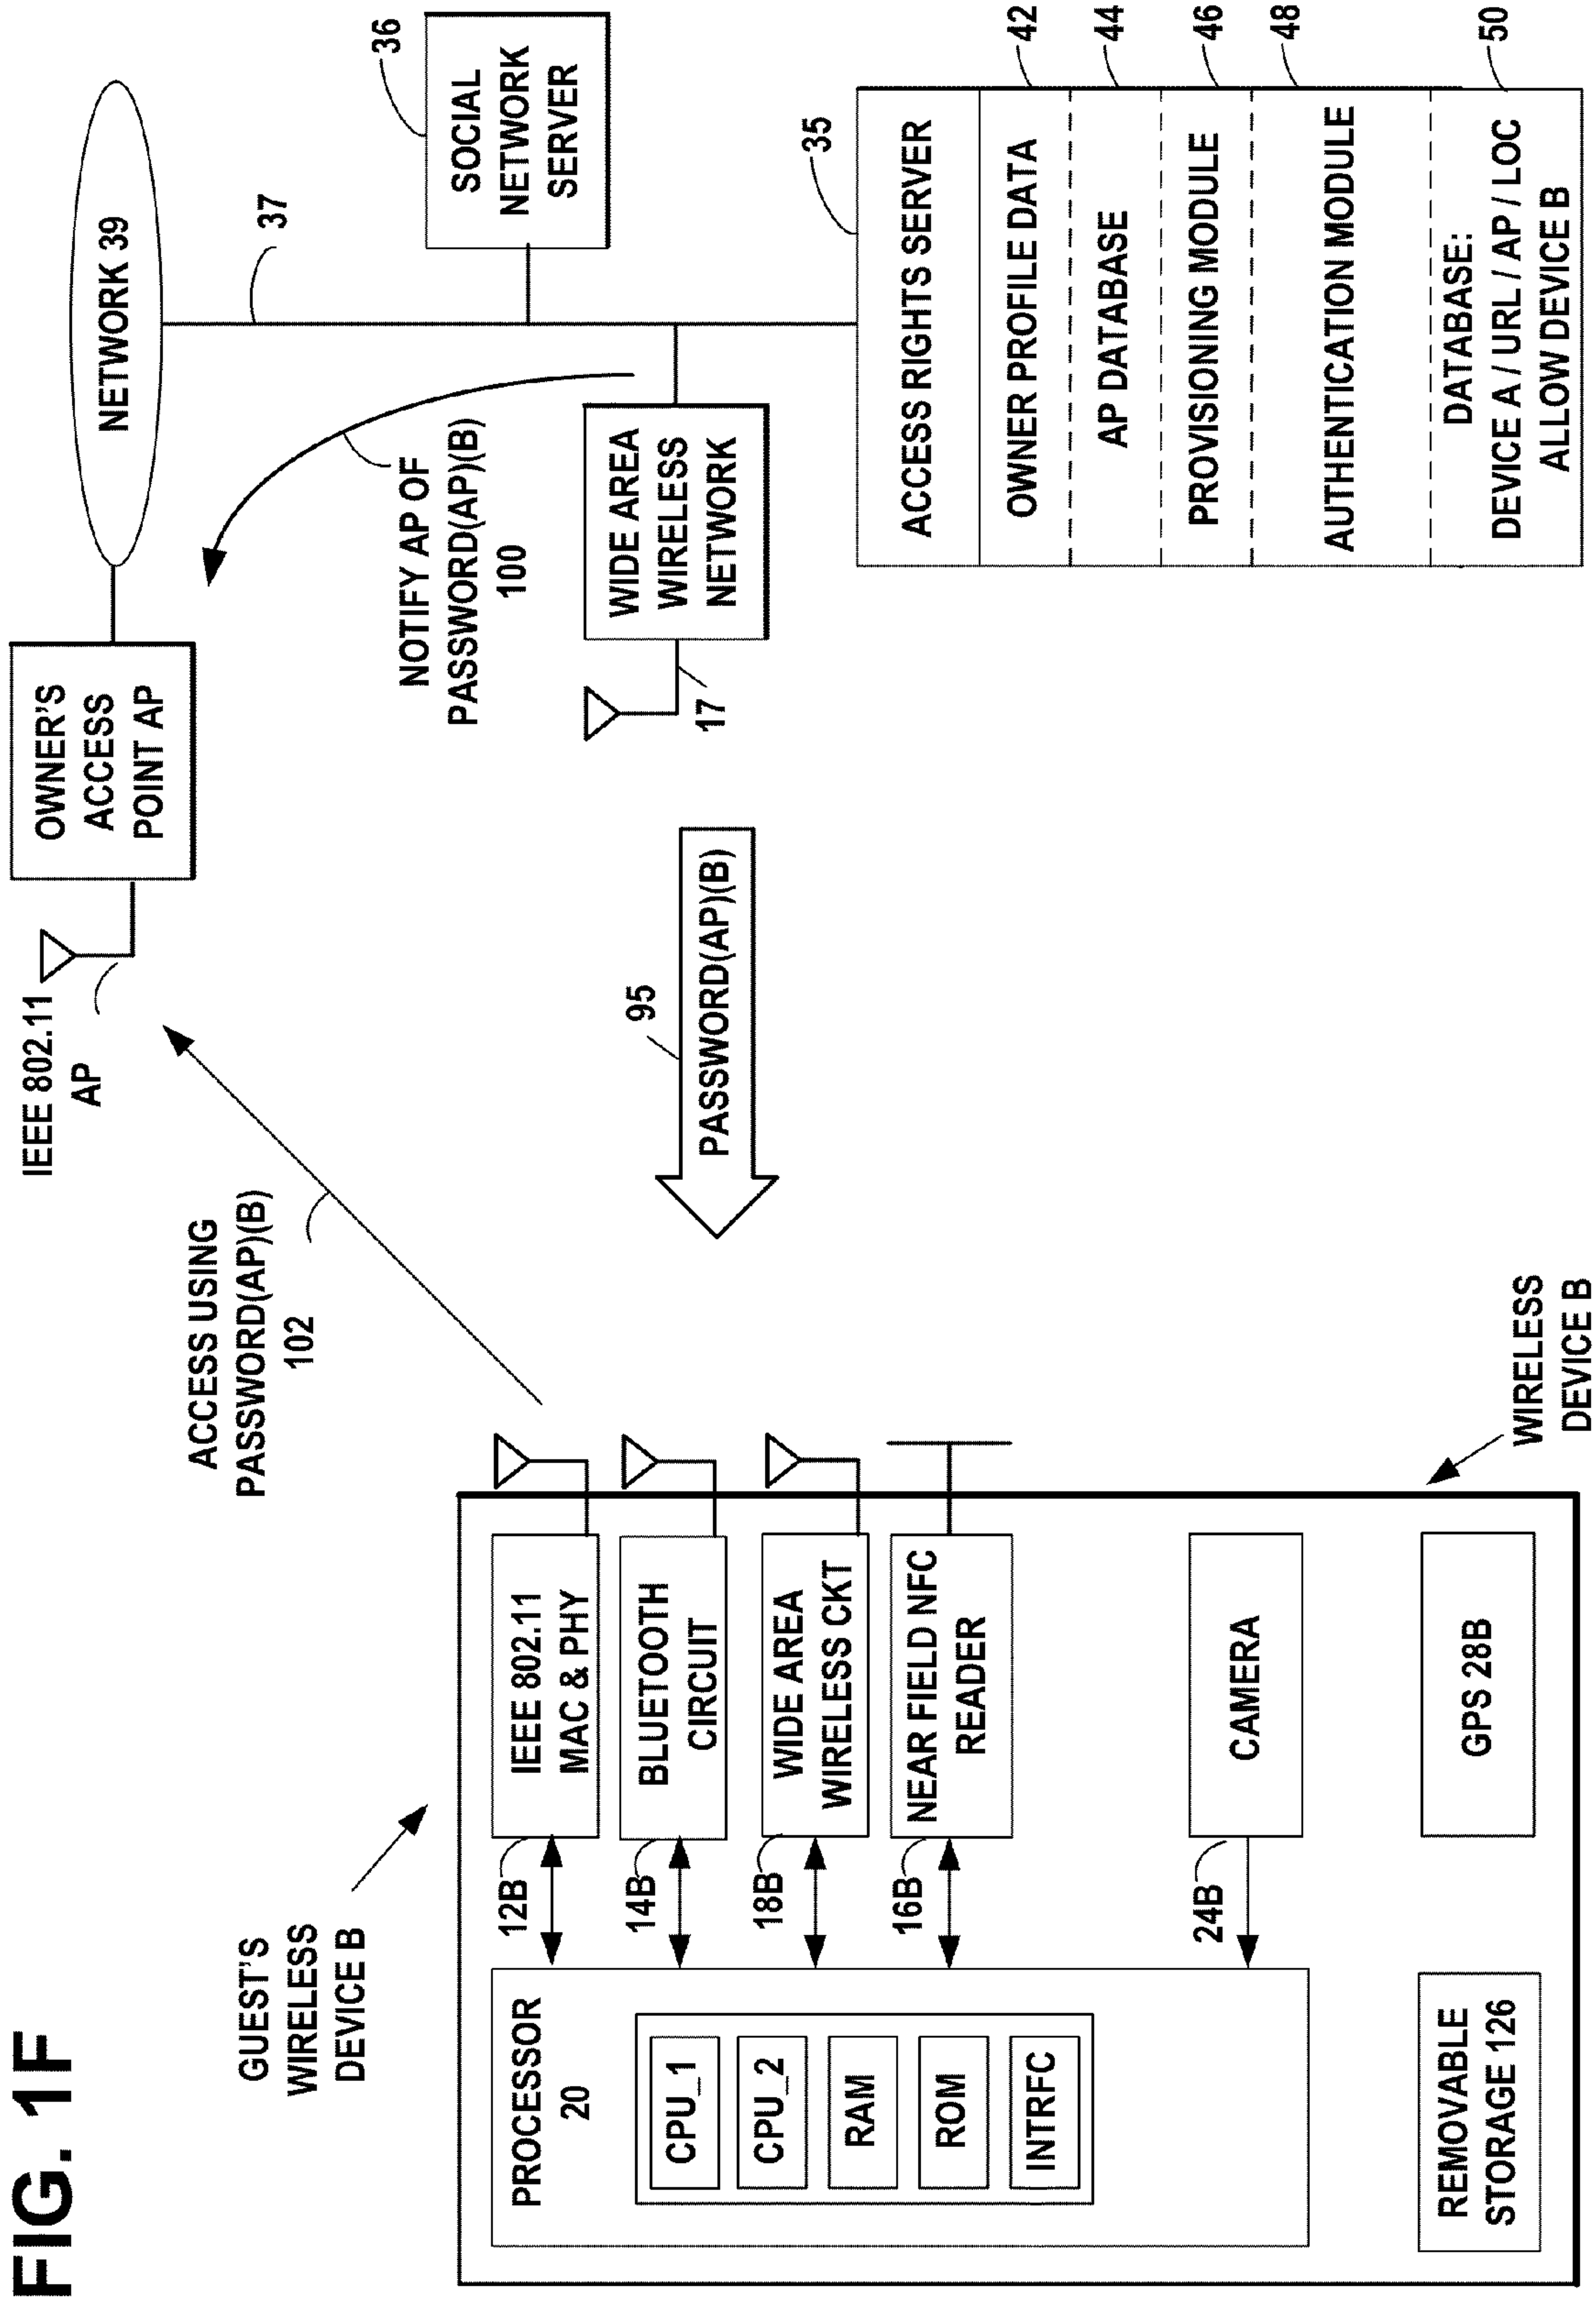 FIG. 1F
GUEST'S
WIRELESS
DEVICE B
PROCESSOR
20
CPU_1
CPU_2
RAM
ROM
INTRFC
REMOVABLE
STORAGE 126
12B
14B
18B
16B
24B
IEEE 802.11
MAC & PHY
BLUETOOTH
CIRCUIT
WIDE AREA
WIRELESS CKT
NEAR FIELD NFC
READER
CAMERA
GPS 28B
WIRELESS
DEVICE B
ACCESS USING
PASSWORD(AP)(B)
102
IEEE 802.11
AP
95
PASSWORD(AP)(B)
OWNER'S
ACCESS
POINT AP
NETWORK 39
NOTIFY AP OF
PASSWORD(AP)(B)
100
17
WIDE AREA
WIRELESS
NETWORK
37
36
SOCIAL
NETWORK
SERVER
35
ACCESS RIGHTS SERVER
OWNER PROFILE DATA
42
AP DATABASE
44
PROVISIONING MODULE
46
AUTHENTICATION MODULE
48
DATABASE:
DEVICE A / URL / AP / LOC
ALLOW DEVICE B
50